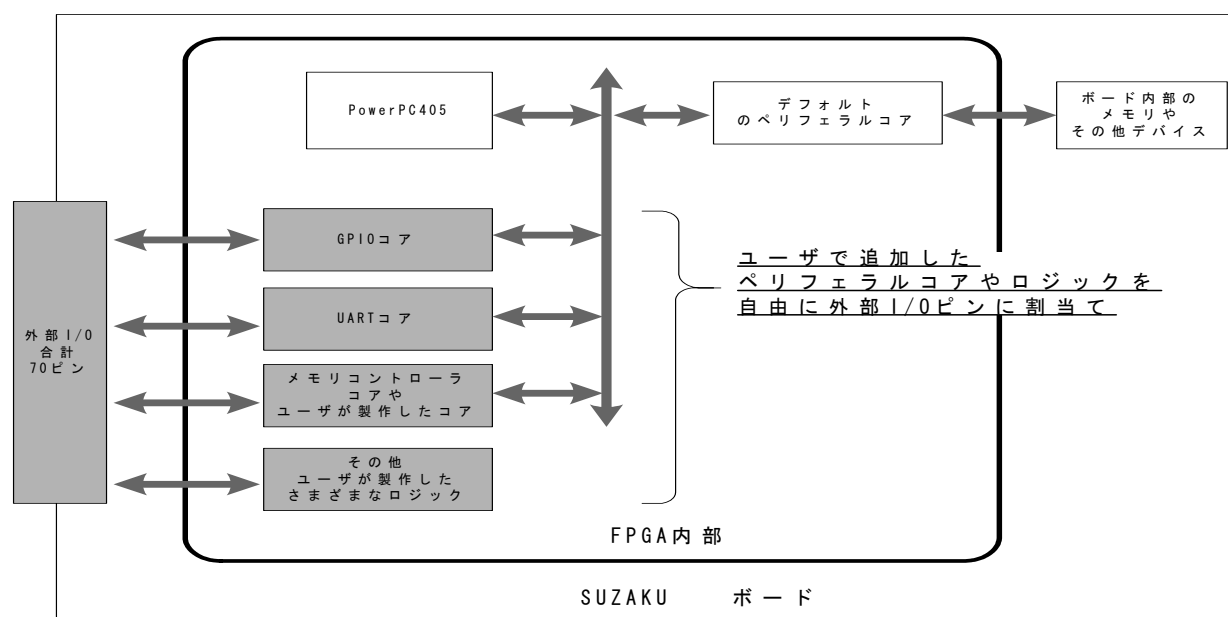 PowerPC405
デフォルト
のペリフェラルコア
ボード内部の
メモリや
その他デバイス
GPIOコア
UARTコア
メモリコントローラ
コアや
ユーザが製作したコア
その他
ユーザが製作した
さまざまなロジック
外部I/O
合計
70ピン
ユーザで追加した
ペリフェラルコアやロジックを
自由に外部I/Oピンに割当て
FPGA内部
SUZAKU ボード